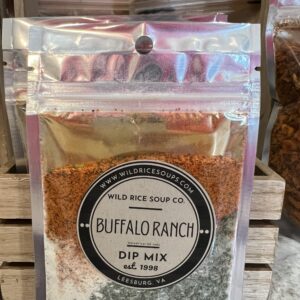 WWW.WILDRICESOUPS.COM
WILD RICE SOUP CO.
BUFFALO RANCH
DIP MIX
est. 1998
LEESBURG, VA